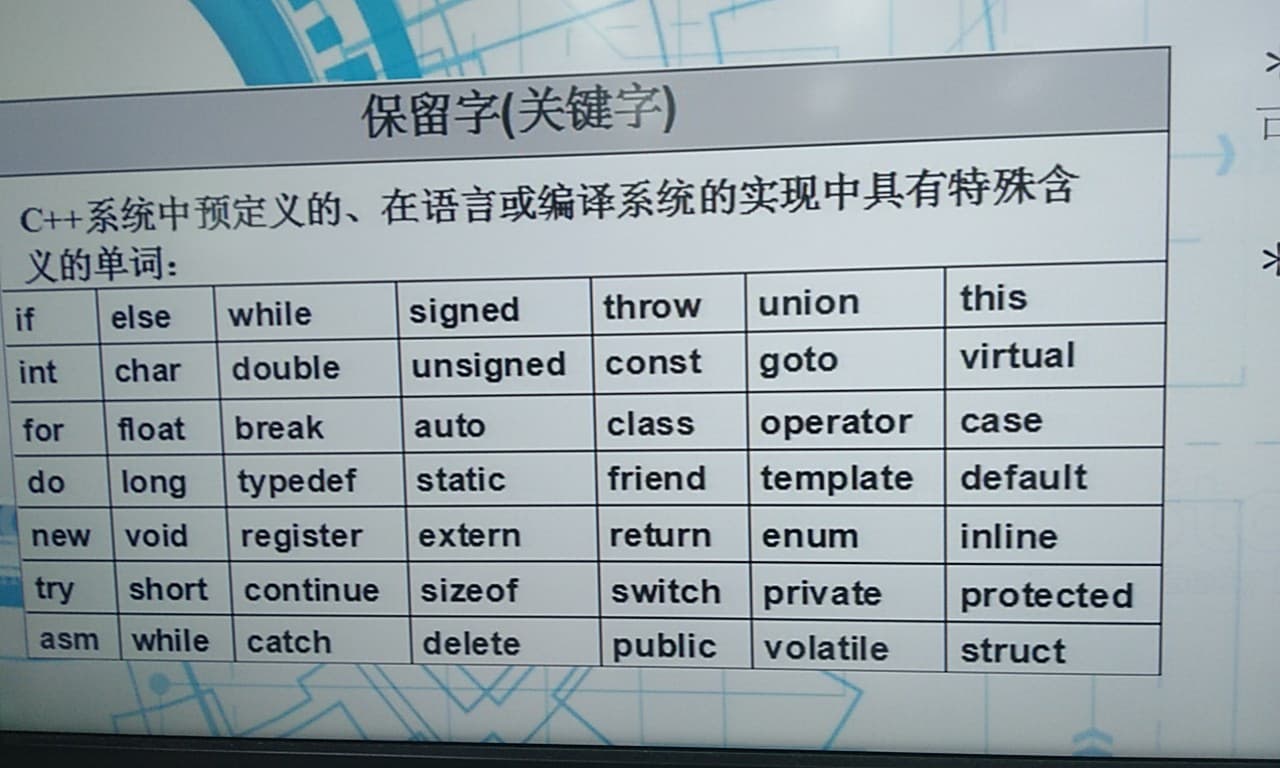 保留字(关键字)
C++系统中预定义的、在语言或编译系统的实现中具有特殊含
义的单词:
if else while signed throw union this
int char double unsigned const goto virtual
for float break auto class operator case
do long typedef static friend template default
new void register extern return enum inline
try short continue sizeof switch private protected
asm while catch delete public volatile struct